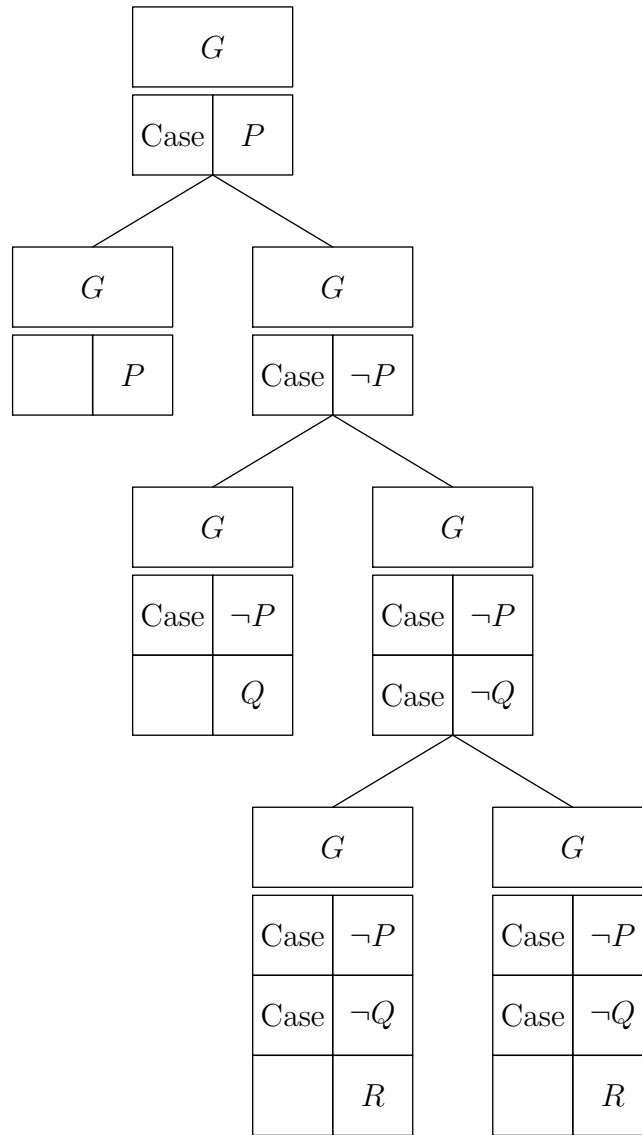 G
Case P
G G
P Case ¬P
G G
Case ¬P Case ¬P
Q Case ¬Q
G G
Case ¬P Case ¬P
Case ¬Q Case ¬Q
R R